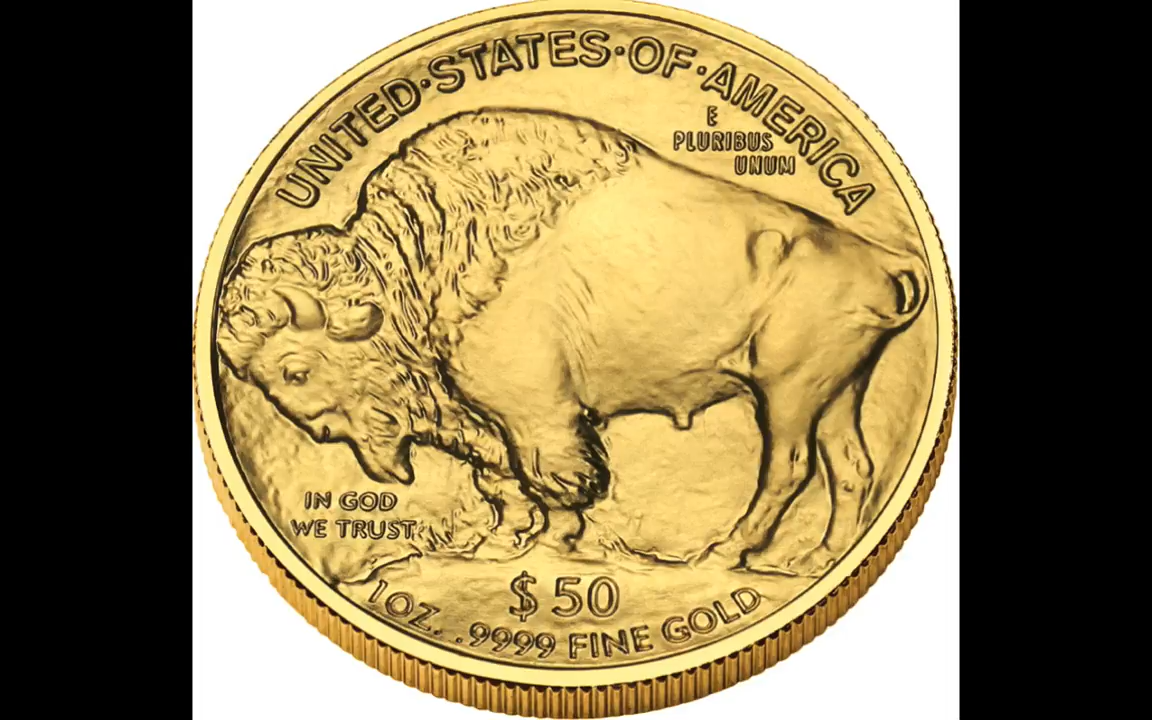 UNITED·STATES·OF·AMERICA
E
PLURIBUS
UNUM
IN GOD
WE TRUST
$50
1 OZ. .9999 FINE GOLD